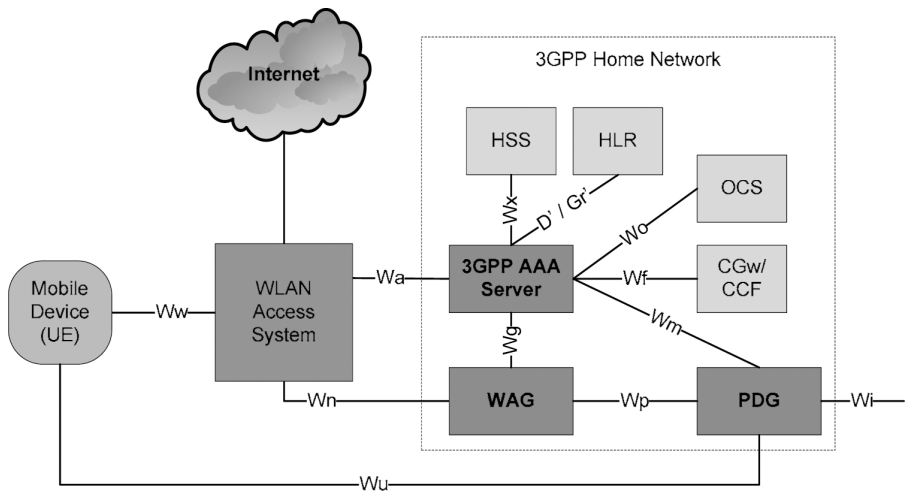 Internet
3GPP Home Network
HSS
HLR
OCS
Wx
D' / Gr'
Wo
Mobile
Device
(UE)
Ww
WLAN
Access
System
Wa
3GPP AAA
Server
Wf
CGw/
CCF
Wg
Wm
Wn
WAG
Wp
PDG
Wi
Wu